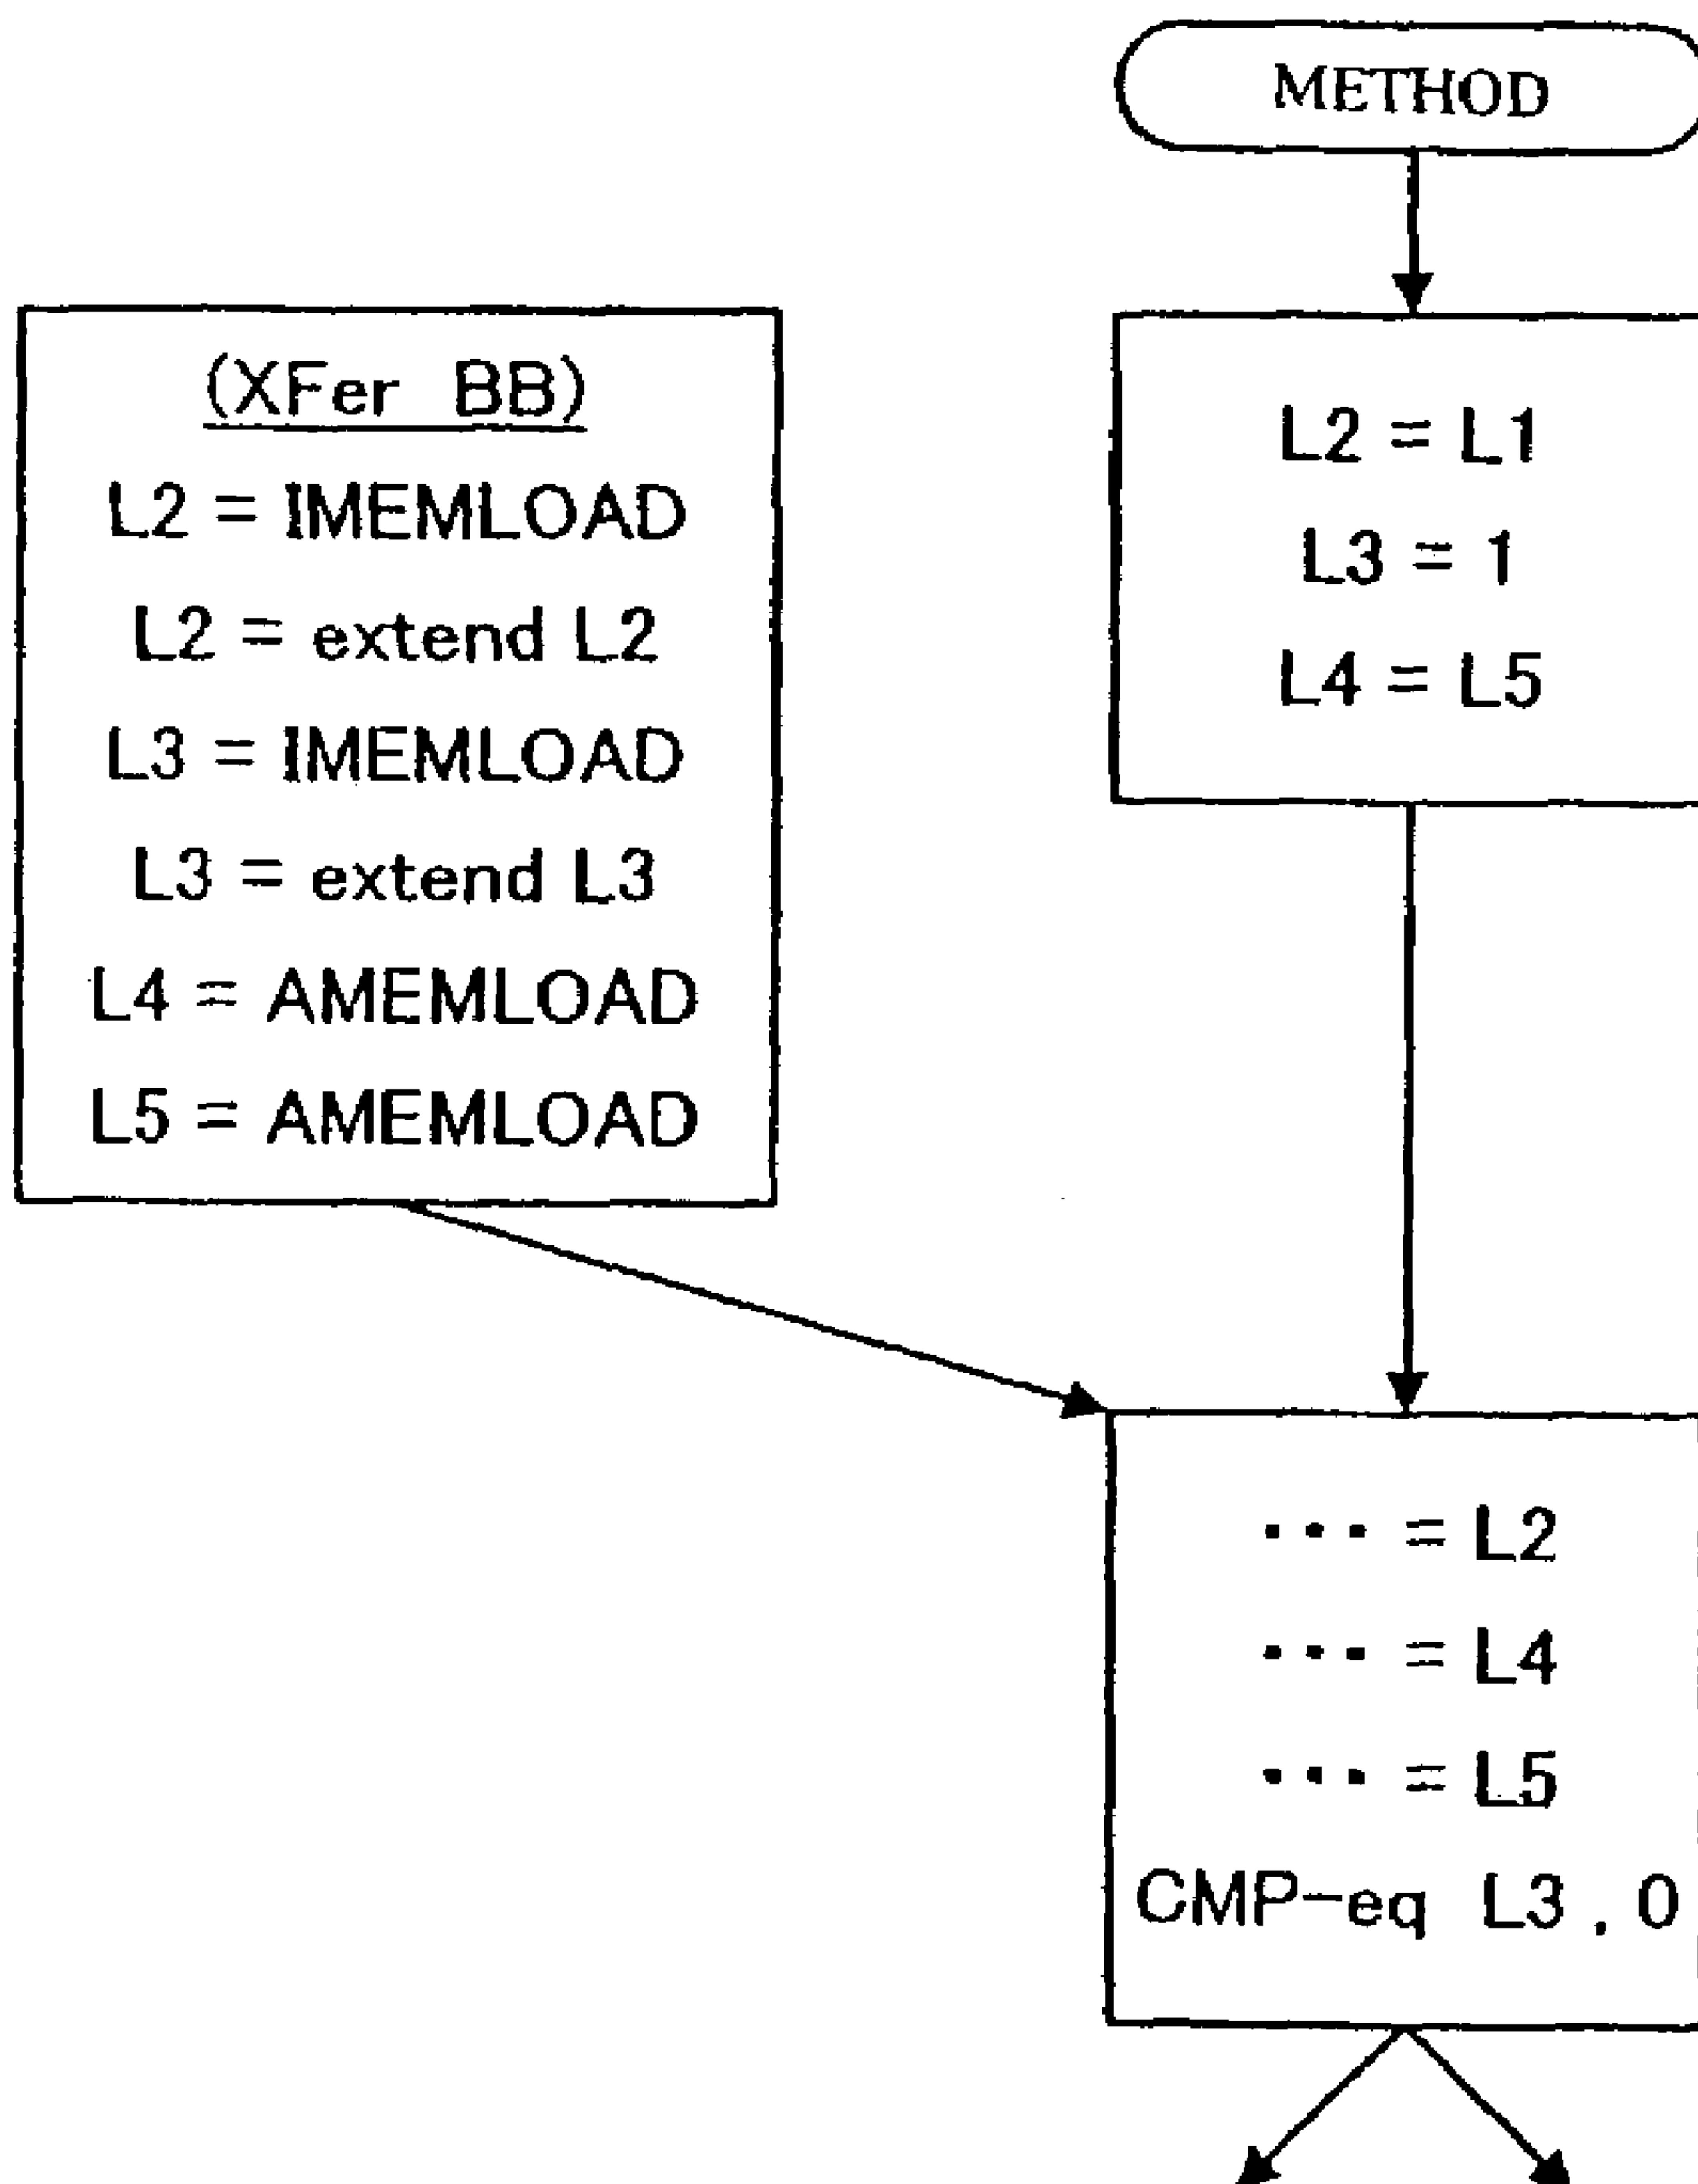 METHOD
(XFer BB)
L2 = IMEMLOAD
L2 = extend L2
L3 = IMEMLOAD
L3 = extend L3
L4 = AMEMLOAD
L5 = AMEMLOAD
L2 = L1
L3 = 1
L4 = L5
··· = L2
··· = L4
··· = L5
CMP-eq L3 , 0